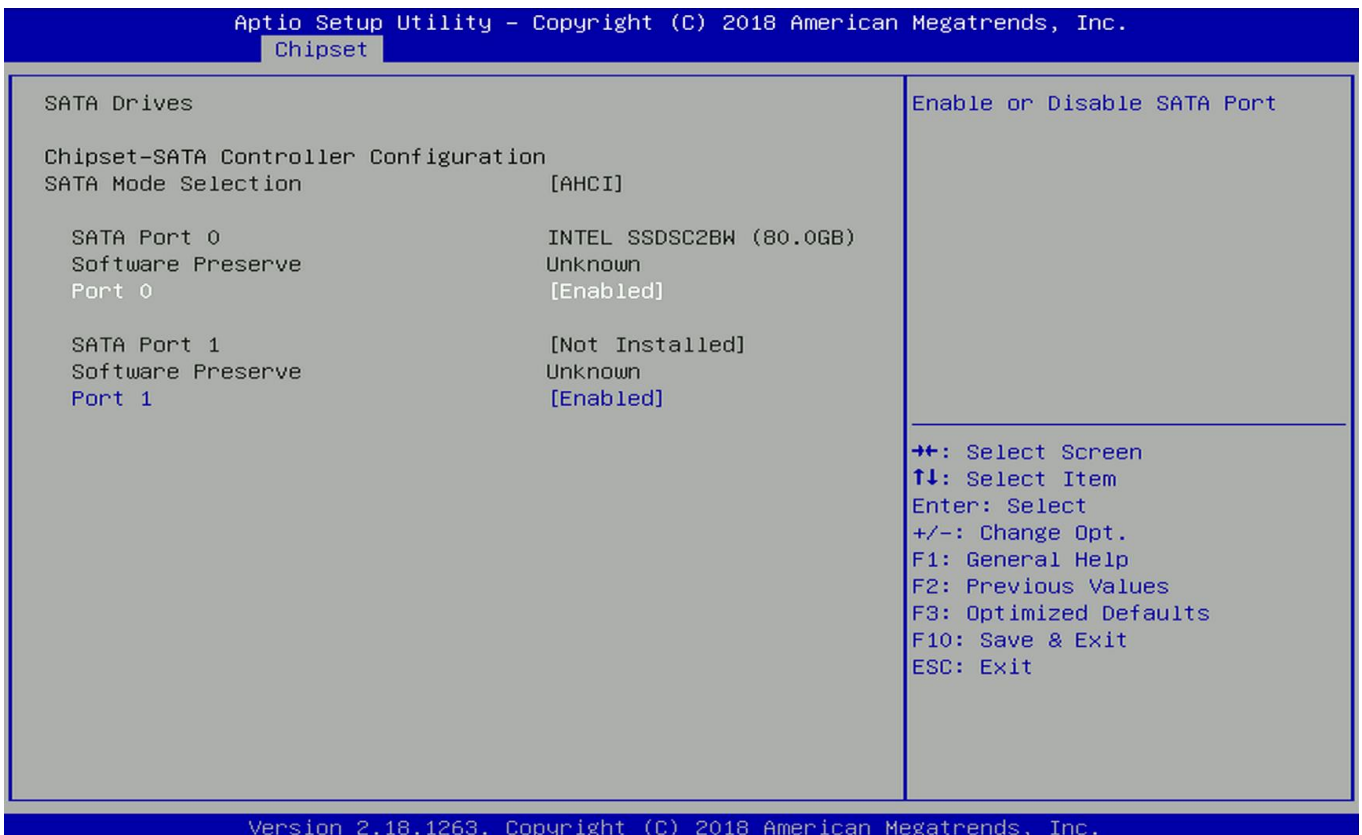 Aptio Setup Utility – Copyright (C) 2018 American Megatrends, Inc.
Chipset
SATA Drives
Chipset-SATA Controller Configuration
SATA Mode Selection [AHCI]
SATA Port 0 INTEL SSDSC2BW (80.0GB)
Software Preserve Unknown
Port 0 [Enabled]
SATA Port 1 [Not Installed]
Software Preserve Unknown
Port 1 [Enabled]
Enable or Disable SATA Port
→←: Select Screen
↑↓: Select Item
Enter: Select
+/-: Change Opt.
F1: General Help
F2: Previous Values
F3: Optimized Defaults
F10: Save & Exit
ESC: Exit
Version 2.18.1263. Copyright (C) 2018 American Megatrends, Inc.